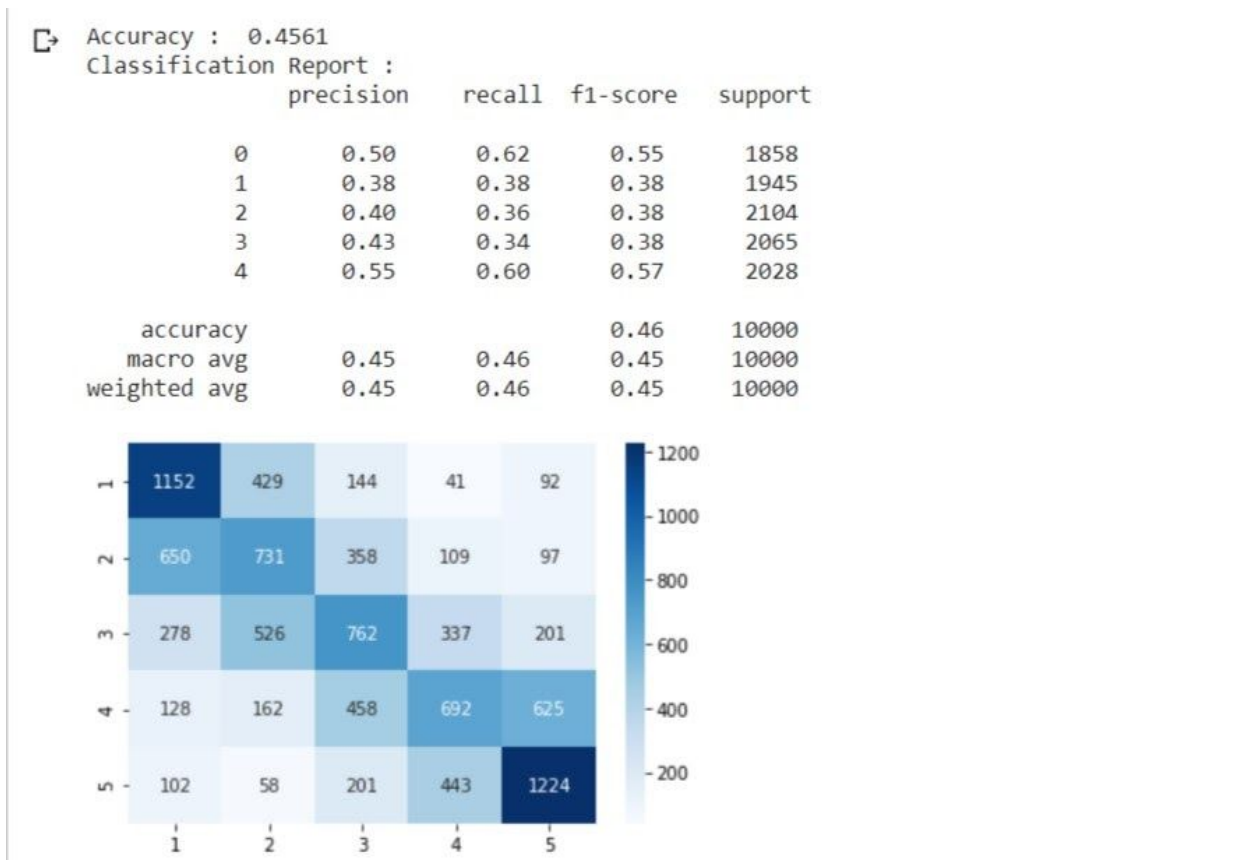 Accuracy : 0.4561
Classification Report :
precision recall f1-score support
0 0.50 0.62 0.55 1858
1 0.38 0.38 0.38 1945
2 0.40 0.36 0.38 2104
3 0.43 0.34 0.38 2065
4 0.55 0.60 0.57 2028
accuracy 0.46 10000
macro avg 0.45 0.46 0.45 10000
weighted avg 0.45 0.46 0.45 10000
1 1152 429 144 41 92
2 650 731 358 109 97
3 278 526 762 337 201
4 128 162 458 692 625
5 102 58 201 443 1224
1 2 3 4 5
1200
1000
800
600
400
200